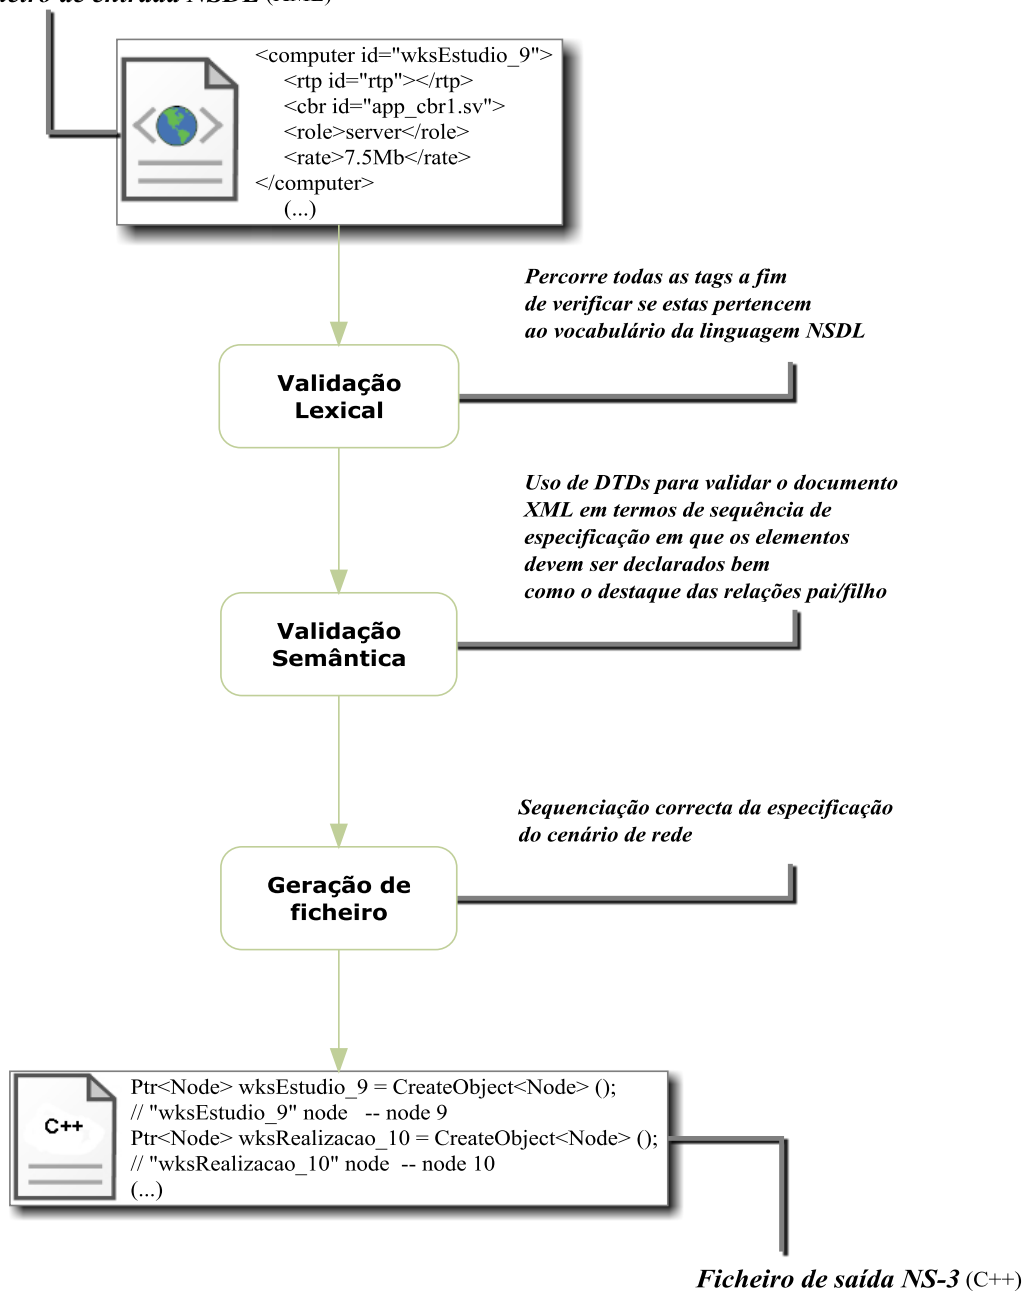 entrada NSDL (XML)
<computer id="wksEstudio_9">
<rtp id="rtp"></rtp>
<cbr id="app_cbr1.sv">
<role>server</role>
<rate>7.5Mb</rate>
</computer>
(...)
Percorre todas as tags a fim
de verificar se estas pertencem
ao vocabulário da linguagem NSDL
Validação
Lexical
Uso de DTDs para validar o documento
XML em termos de sequência de
especificação em que os elementos
devem ser declarados bem
como o destaque das relações pai/filho
Validação
Semântica
Sequenciação correcta da especificação
do cenário de rede
Geração de
ficheiro
C++
Ptr<Node> wksEstudio_9 = CreateObject<Node> ();
// "wksEstudio_9" node -- node 9
Ptr<Node> wksRealizacao_10 = CreateObject<Node> ();
// "wksRealizacao_10" node -- node 10
(...)
Ficheiro de saída NS-3 (C++)